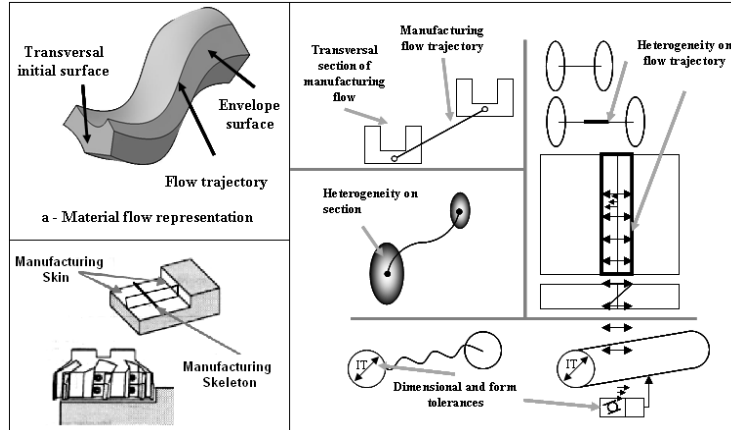 Transversal
initial surface
Envelope
surface
Flow trajectory
a - Material flow representation
Manufacturing
Skin
Manufacturing
Skeleton
Transversal
section of
manufacturing
flow
Manufacturing
flow trajectory
Heterogeneity on
section
Heterogeneity on
flow trajectory
IT
Dimensional and form
tolerances
IT